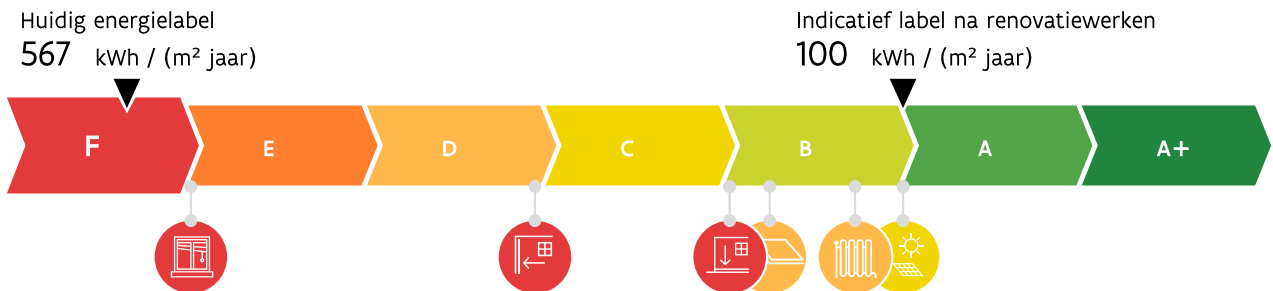 Huidig energielabel
567 kWh / (m² jaar)
Indicatief label na renovatiewerken
100 kWh / (m² jaar)
F E D C B A A+